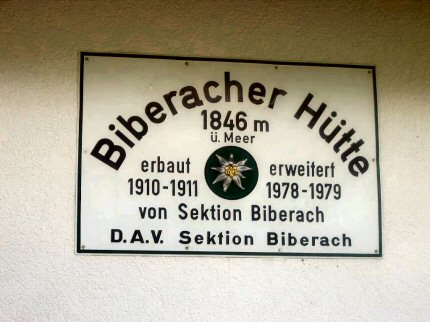 Biberacher Hütte
1846 m
ü. Meer
erbaut erweitert
1910-1911 1978-1979
von Sektion Biberach
D.A.V. Sektion Biberach